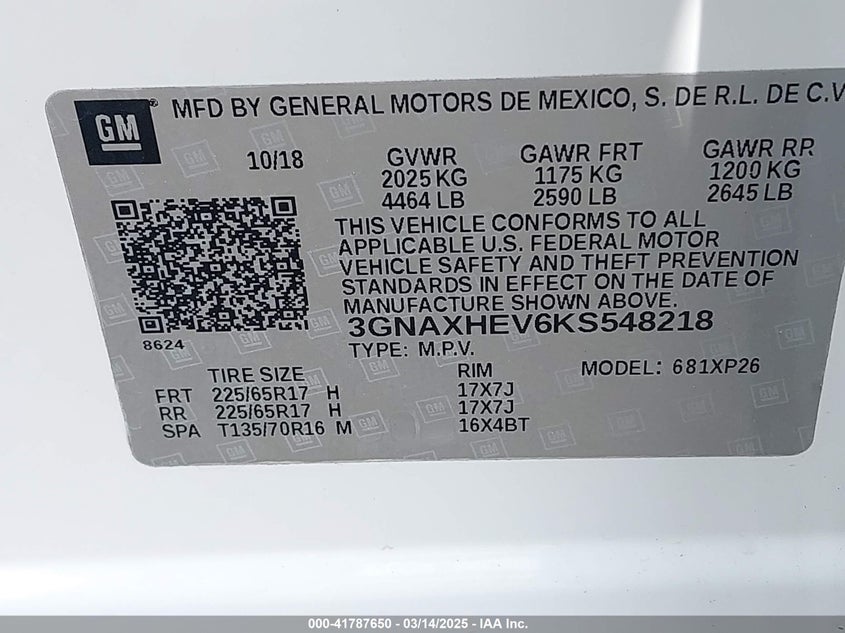 GM
MFD BY GENERAL MOTORS DE MEXICO, S. DE R.L. DE C.V
10/18
GVWR GAWR FRT GAWR RR
2025 KG 1175 KG 1200 KG
4464 LB 2590 LB 2645 LB
THIS VEHICLE CONFORMS TO ALL
APPLICABLE U.S. FEDERAL MOTOR
VEHICLE SAFETY AND THEFT PREVENTION
STANDARDS IN EFFECT ON THE DATE OF
MANUFACTURE SHOWN ABOVE.
3GNAXHEV6KS548218
8624
TYPE: M.P.V.
TIRE SIZE RIM MODEL: 681XP26
FRT 225/65R17 H 17X7J
RR 225/65R17 H 17X7J
SPA T135/70R16 M 16X4BT
000-41787650 - 03/14/2025 - IAA Inc.